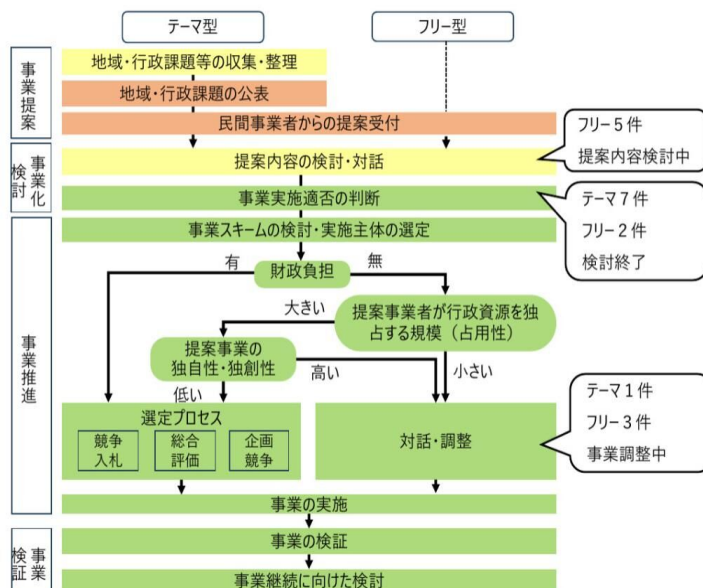 テーマ型
フリー型
事業提案
地域・行政課題等の収集・整理
地域・行政課題の公表
民間事業者からの提案受付
フリー5件
提案内容検討中
事業化
検討
提案内容の検討・対話
事業実施適否の判断
テーマ7件
フリー2件
検討終了
事業推進
事業スキームの検討・実施主体の選定
有
財政負担
無
大きい
提案事業者が行政資源を独
占する規模（占用性）
提案事業の
独自性・独創性
高い
小さい
低い
選定プロセス
競争
入札
総合
評価
企画
競争
対話・調整
テーマ1件
フリー3件
事業調整中
事業の実施
事業
検証
事業の検証
事業継続に向けた検討